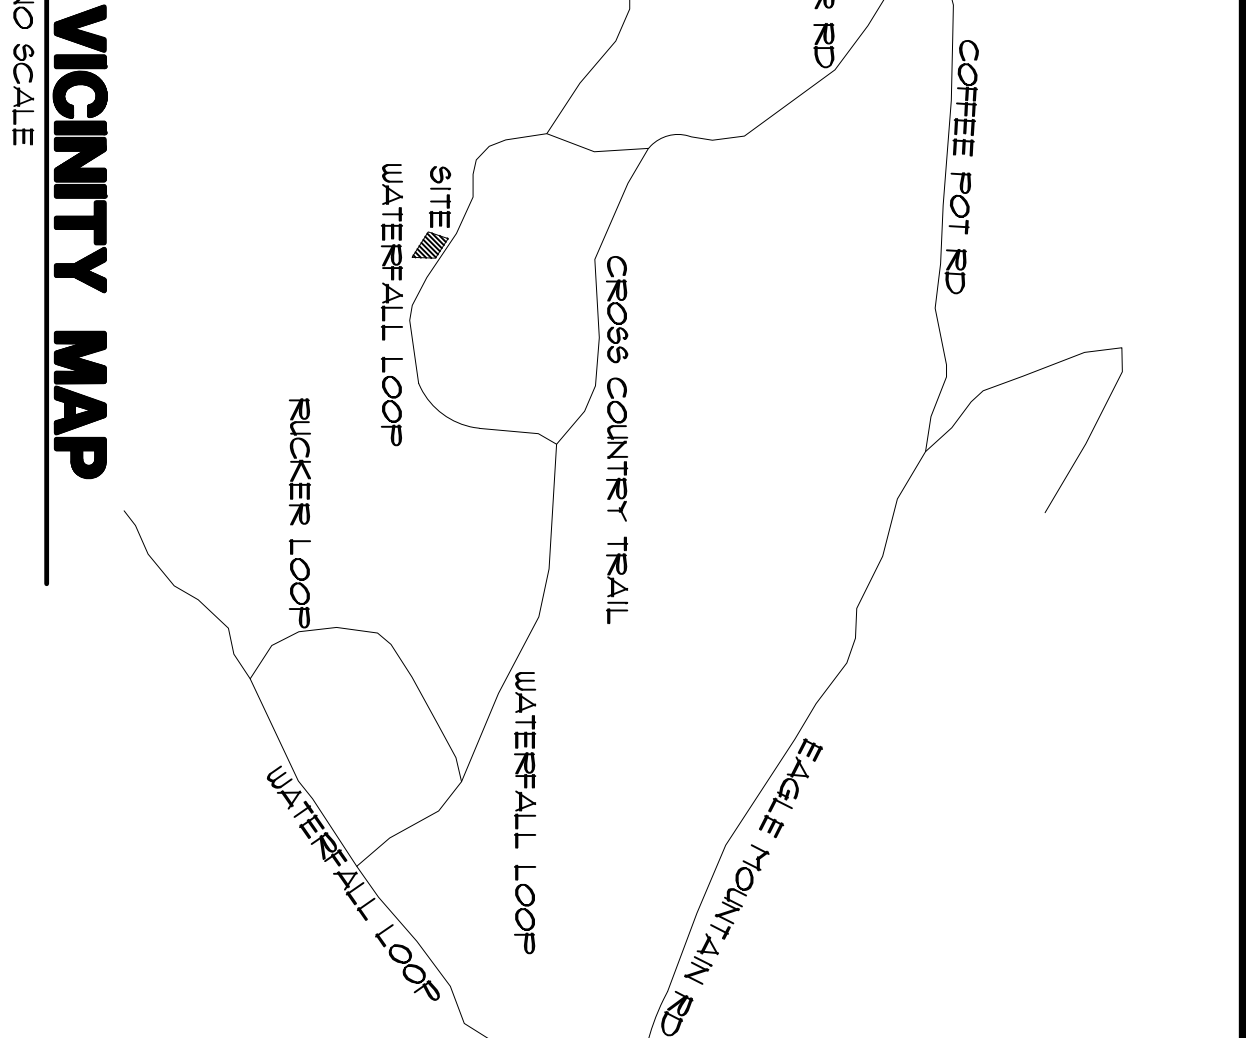 COFFEE POT RD
RD
SITE
WATERFALL LOOP
CROSS COUNTRY TRAIL
RUCKER LOOP
WATERFALL LOOP
EAGLE MOUNTAIN RD
WATERFALL LOOP
VICINITY MAP
NO SCALE